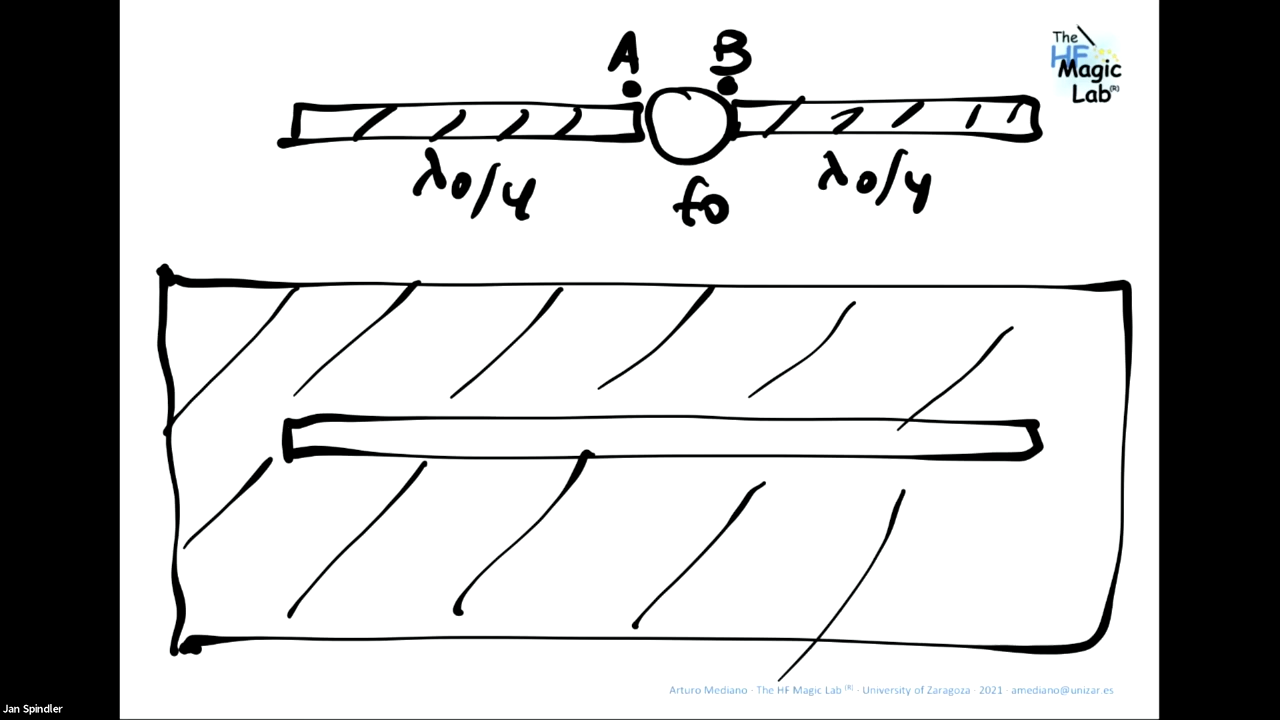 The
HF
Magic
Lab(R)
A B
λ0/4 f0 λ0/4
Arturo Mediano · The HF Magic Lab (R) · University of Zaragoza · 2021 · amediano@unizar.es
Jan Spindler